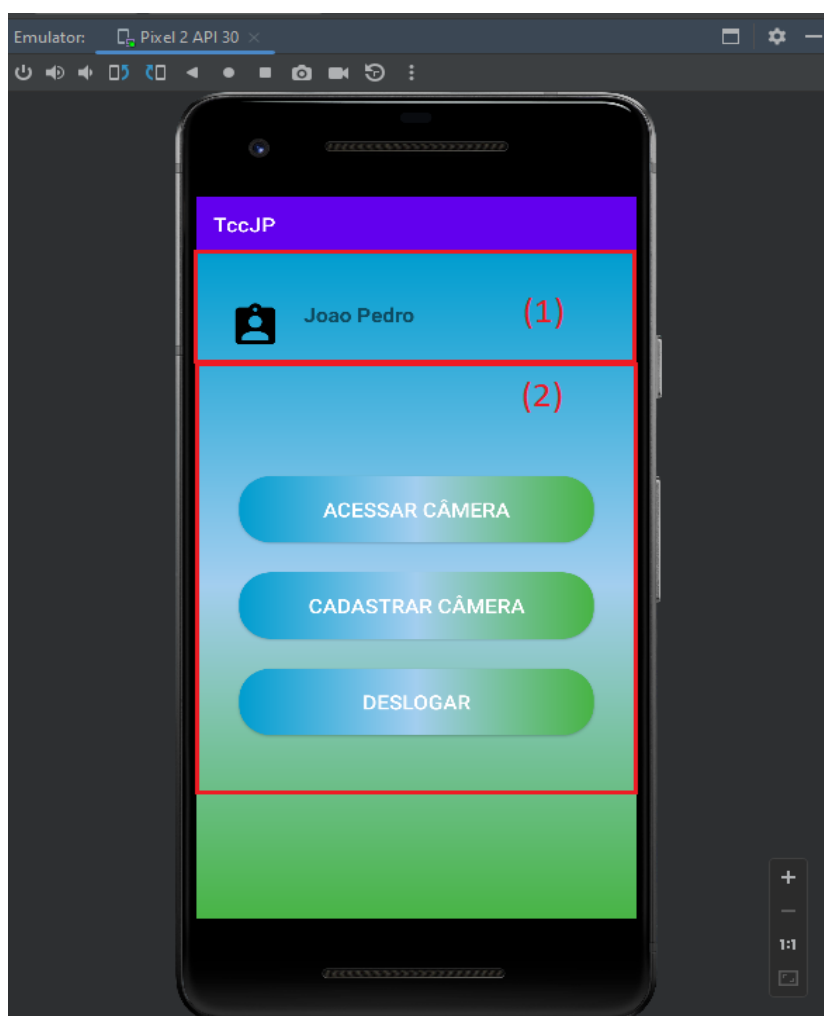 Emulator: Pixel 2 API 30
TccJP
Joao Pedro (1)
(2)
ACESSAR CÂMERA
CADASTRAR CÂMERA
DESLOGAR
1:1